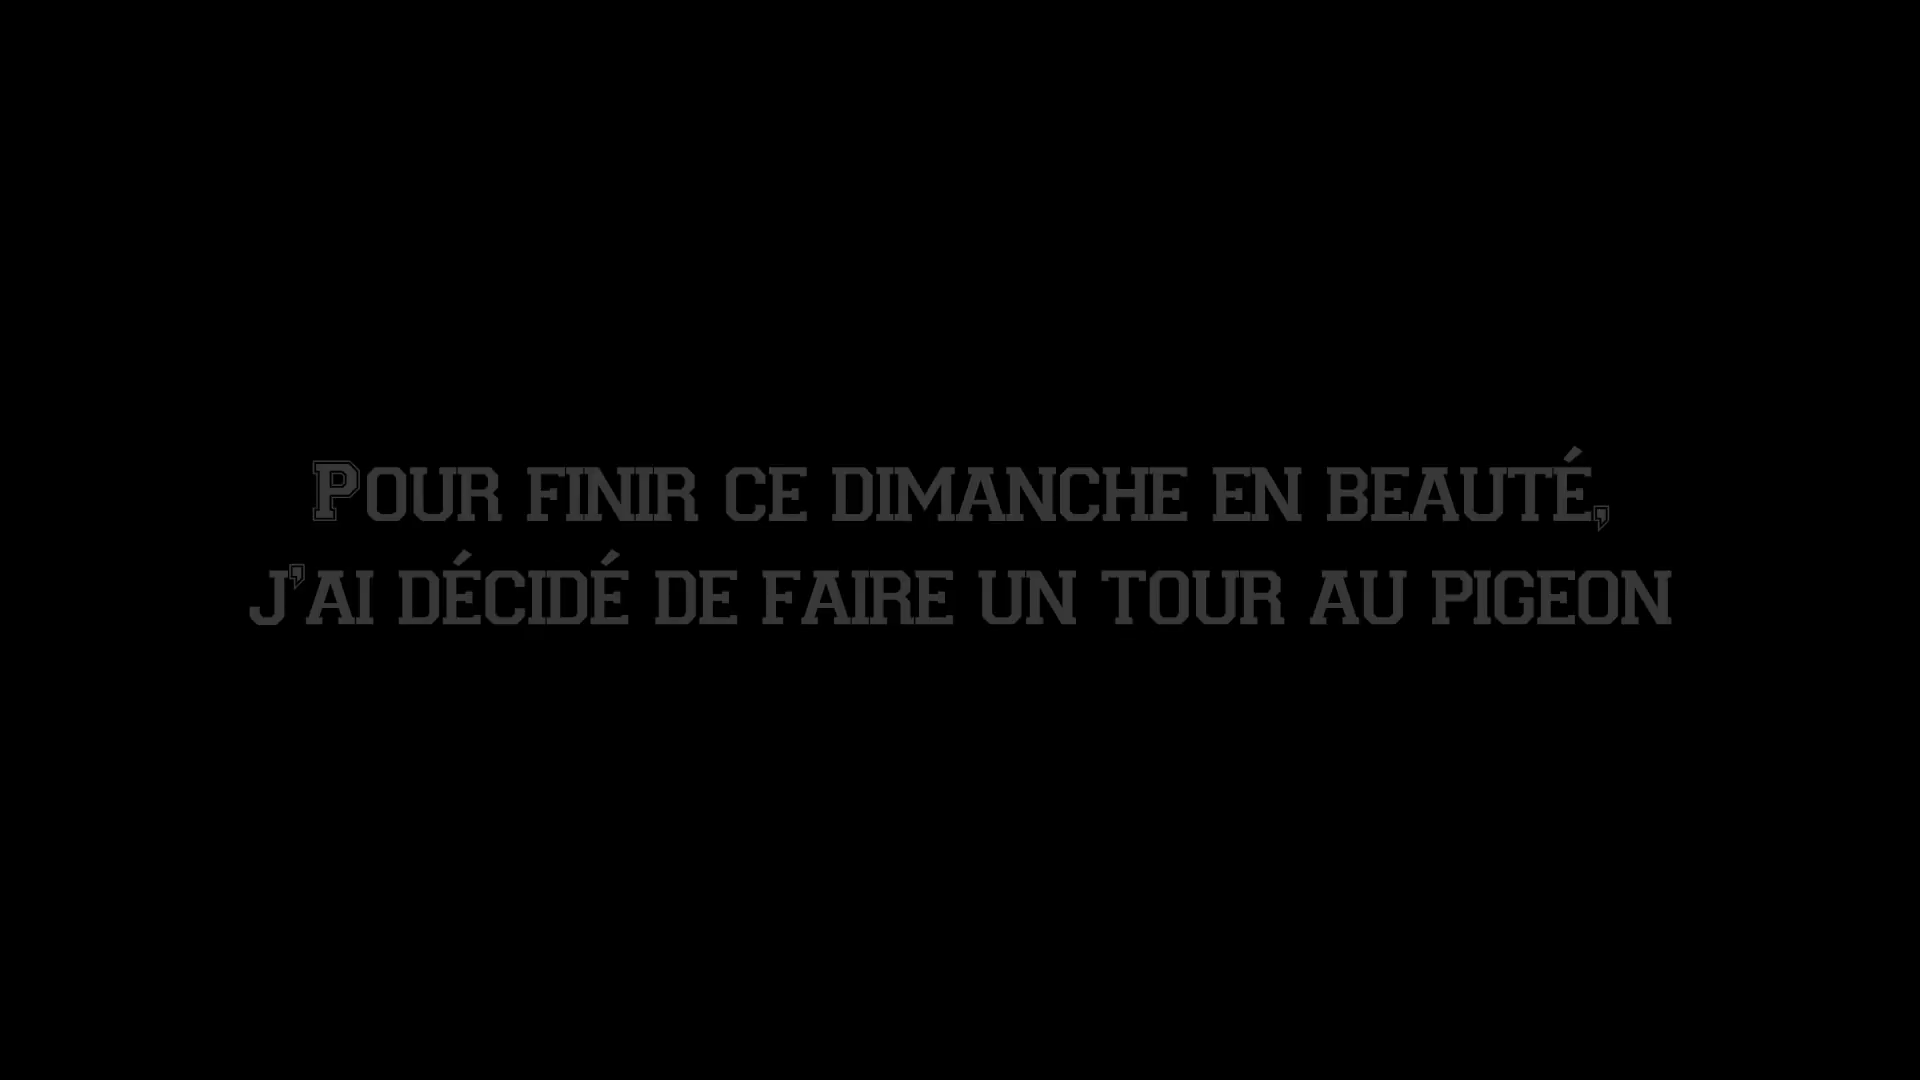 Pour finir ce dimanche en beauté,
j'ai décidé de faire un tour au pigeon